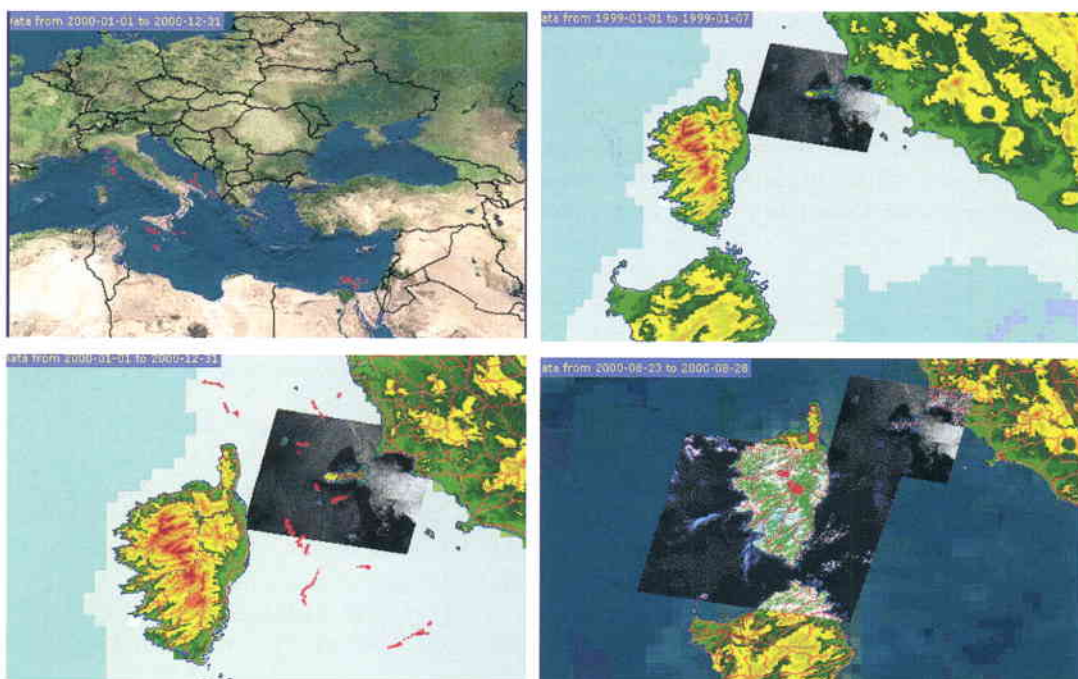 ata from 2000-01-01 to 2000-12-31
ata from 1999-01-01 to 1999-01-07
ata from 2000-01-01 to 2000-12-31
ata from 2000-08-23 to 2000-08-28